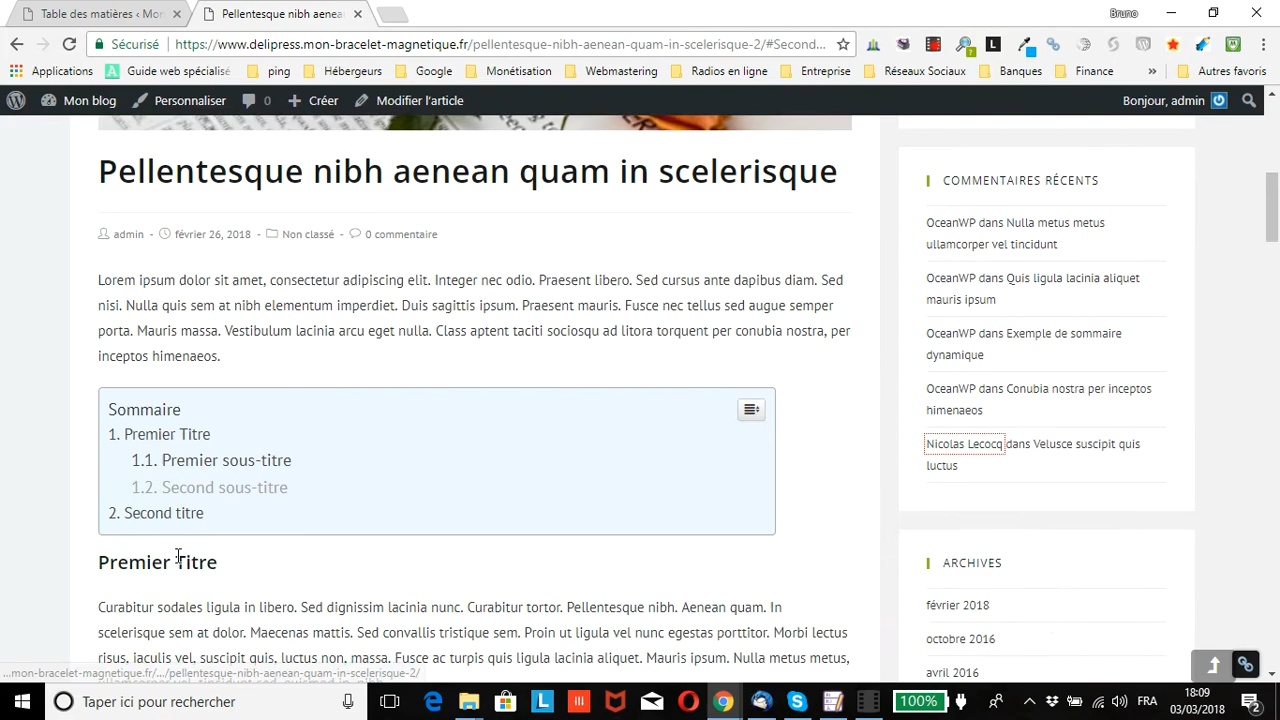 Table des matières ‹ Mon
Pellentesque nibh aenea
Bruno
Sécurisé
https://www.delipress.mon-bracelet-magnetique.fr/pellentesque-nibh-aenean-quam-in-scelerisque-2/#Second...
Applications
Guide web spécialisé
ping
Hébergeurs
Google
Monétisation
Webmastering
Radios en ligne
Entreprise
Réseaux Sociaux
Banques
Finance
»
Autres favoris
Mon blog
Personnaliser
0
Créer
Modifier l'article
Bonjour, admin
Pellentesque nibh aenean quam in scelerisque
admin - février 26, 2018 - Non classé - 0 commentaire
Lorem ipsum dolor sit amet, consectetur adipiscing elit. Integer nec odio. Praesent libero. Sed cursus ante dapibus diam. Sed
nisi. Nulla quis sem at nibh elementum imperdiet. Duis sagittis ipsum. Praesent mauris. Fusce nec tellus sed augue semper
porta. Mauris massa. Vestibulum lacinia arcu eget nulla. Class aptent taciti sociosqu ad litora torquent per conubia nostra, per
inceptos himenaeos.
Sommaire
1. Premier Titre
1.1. Premier sous-titre
1.2. Second sous-titre
2. Second titre
Premier Titre
Curabitur sodales ligula in libero. Sed dignissim lacinia nunc. Curabitur tortor. Pellentesque nibh. Aenean quam. In
scelerisque sem at dolor. Maecenas mattis. Sed convallis tristique sem. Proin ut ligula vel nunc egestas porttitor. Morbi lectus
risus, iaculis vel, suscipit quis, luctus non, massa. Fusce ac turpis quis ligula lacinia aliquet. Mauris ipsum. Nulla metus metus,
COMMENTAIRES RÉCENTS
OceanWP dans Nulla metus metus
ullamcorper vel tincidunt
OceanWP dans Quis ligula lacinia aliquet
mauris ipsum
OceanWP dans Exemple de sommaire
dynamique
OceanWP dans Conubia nostra per inceptos
himenaeos
Nicolas Lecocq dans Velusce suscipit quis
luctus
ARCHIVES
février 2018
octobre 2016
avril 2016
...mon-bracelet-magnetique.fr/.../pellentesque-nibh-aenean-quam-in-scelerisque-2/
Taper ici pour rechercher
100%
FRA
18:09
03/03/2018
2